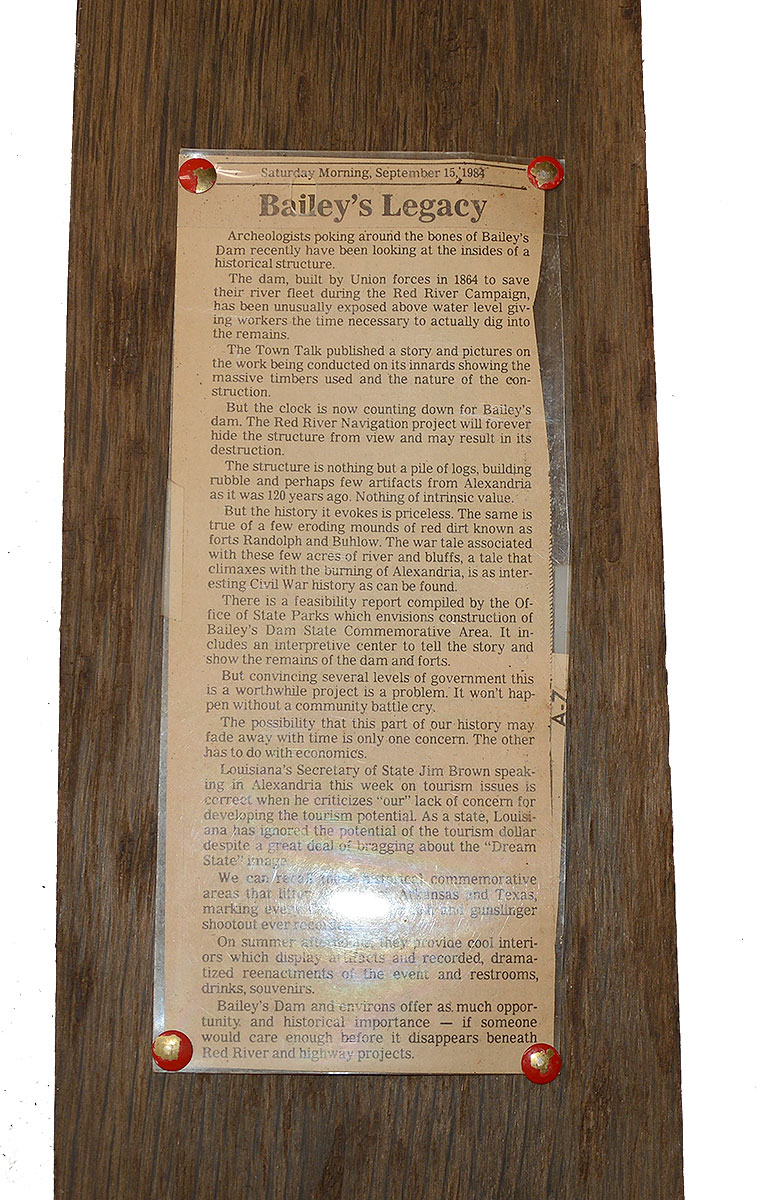 Saturday Morning, September 15, 1984
Bailey's Legacy
Archeologists poking around the bones of Bailey's
Dam recently have been looking at the insides of a
historical structure.
The dam, built by Union forces in 1864 to save
their river fleet during the Red River Campaign,
has been unusually exposed above water level giv-
ing workers the time necessary to actually dig into
the remains.
The Town Talk published a story and pictures on
the work being conducted on its innards showing the
massive timbers used and the nature of the con-
struction.
But the clock is now counting down for Bailey's
dam. The Red River Navigation project will forever
hide the structure from view and may result in its
destruction.
The structure is nothing but a pile of logs, building
rubble and perhaps few artifacts from Alexandria
as it was 120 years ago. Nothing of intrinsic value.
But the history it evokes is priceless. The same is
true of a few eroding mounds of red dirt known as
forts Randolph and Buhlow. The war tale associated
with these few acres of river and bluffs, a tale that
climaxes with the burning of Alexandria, is as inter-
esting Civil War history as can be found.
There is a feasibility report compiled by the Of-
fice of State Parks which envisions construction of
Bailey's Dam State Commemorative Area. It in-
cludes an interpretive center to tell the story and
show the remains of the dam and forts.
But convincing several levels of government this
is a worthwhile project is a problem. It won't hap-
pen without a community battle cry.
A-7
The possibility that this part of our history may
fade away with time is only one concern. The other
has to do with economics.
Louisiana's Secretary of State Jim Brown speak-
ing in Alexandria this week on tourism issues is
correct when he criticizes "our" lack of concern for
developing the tourism potential. As a state, Louisi-
ana has ignored the potential of the tourism dollar
despite a great deal of bragging about the "Dream
State" image.
We can recall these historical commemorative
areas that Arkansas and Texas,
marking and gunslinger
shootout ever recorded.
On summer afternoons, they provide cool interi-
ors which display artifacts and recorded, drama-
tized reenactments of the event and restrooms,
drinks, souvenirs.
Bailey's Dam and environs offer as much oppor-
tunity and historical importance — if someone
would care enough before it disappears beneath
Red River and highway projects.